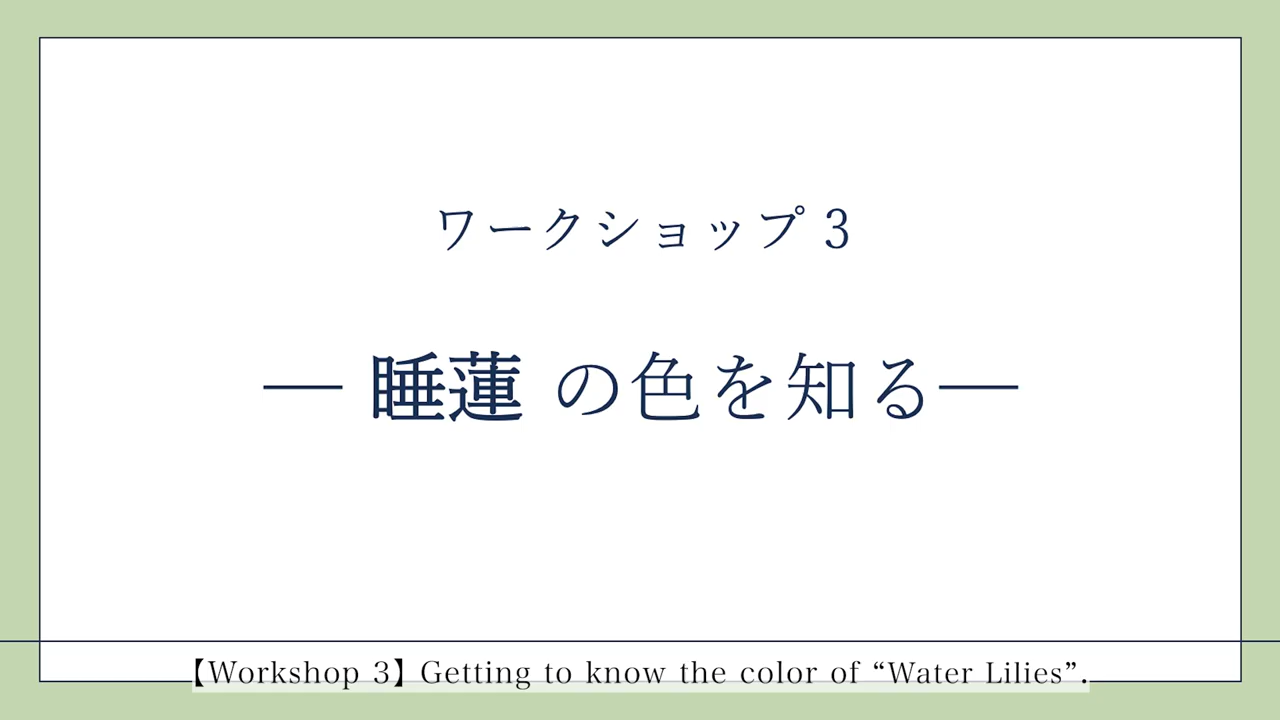 ワークショップ 3
— 睡蓮 の色を知る—
【Workshop 3】 Getting to know the color of “Water Lilies”.